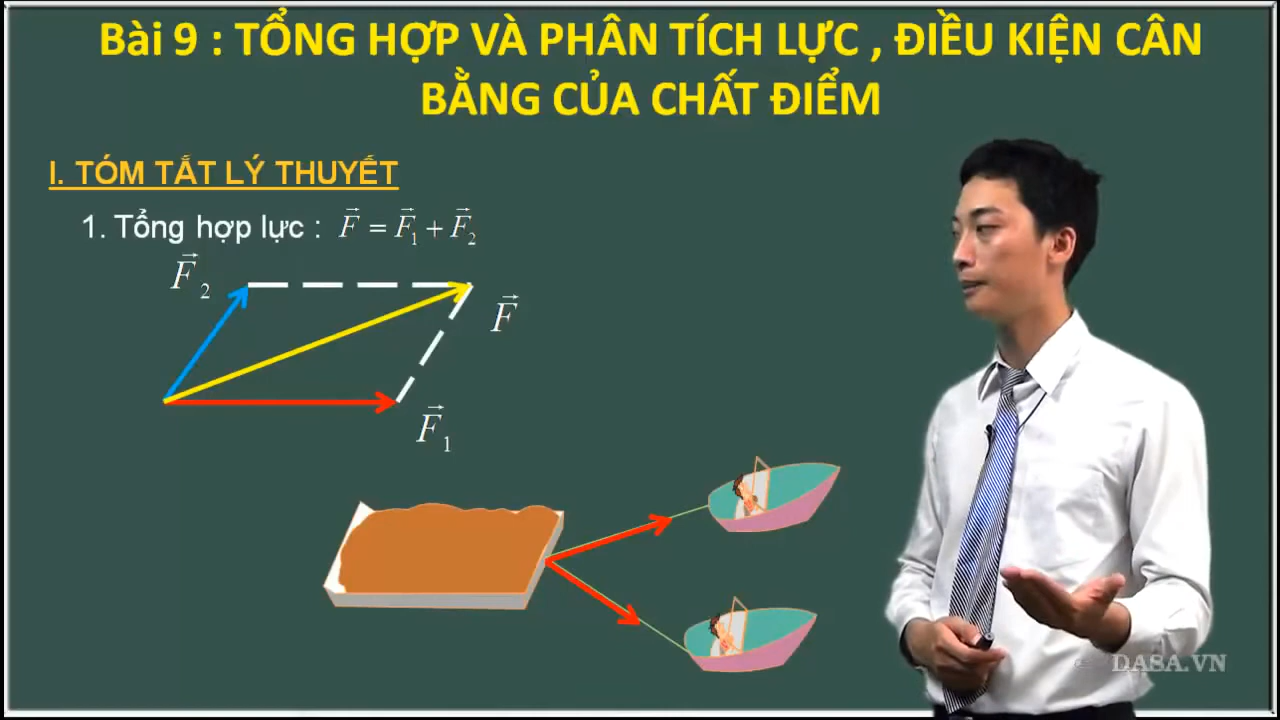 Bài 9 : TỔNG HỢP VÀ PHÂN TÍCH LỰC , ĐIỀU KIỆN CÂN
BẰNG CỦA CHẤT ĐIỂM
I. TÓM TẮT LÝ THUYẾT
1. Tổng hợp lực : F⃗ = F⃗₁ + F⃗₂
F⃗₂
F⃗
F⃗₁
DASA.VN